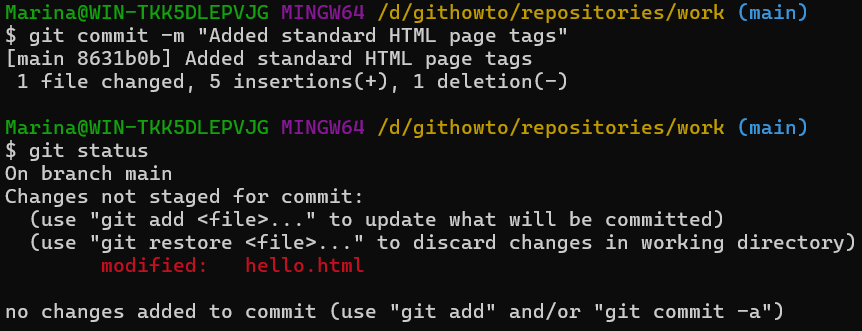 Marina@WIN-TKK5DLEPVJG MINGW64 /d/githowto/repositories/work (main)
$ git commit -m "Added standard HTML page tags"
[main 8631b0b] Added standard HTML page tags
 1 file changed, 5 insertions(+), 1 deletion(-)

Marina@WIN-TKK5DLEPVJG MINGW64 /d/githowto/repositories/work (main)
$ git status
On branch main
Changes not staged for commit:
  (use "git add <file>..." to update what will be committed)
  (use "git restore <file>..." to discard changes in working directory)
        modified:   hello.html

no changes added to commit (use "git add" and/or "git commit -a")